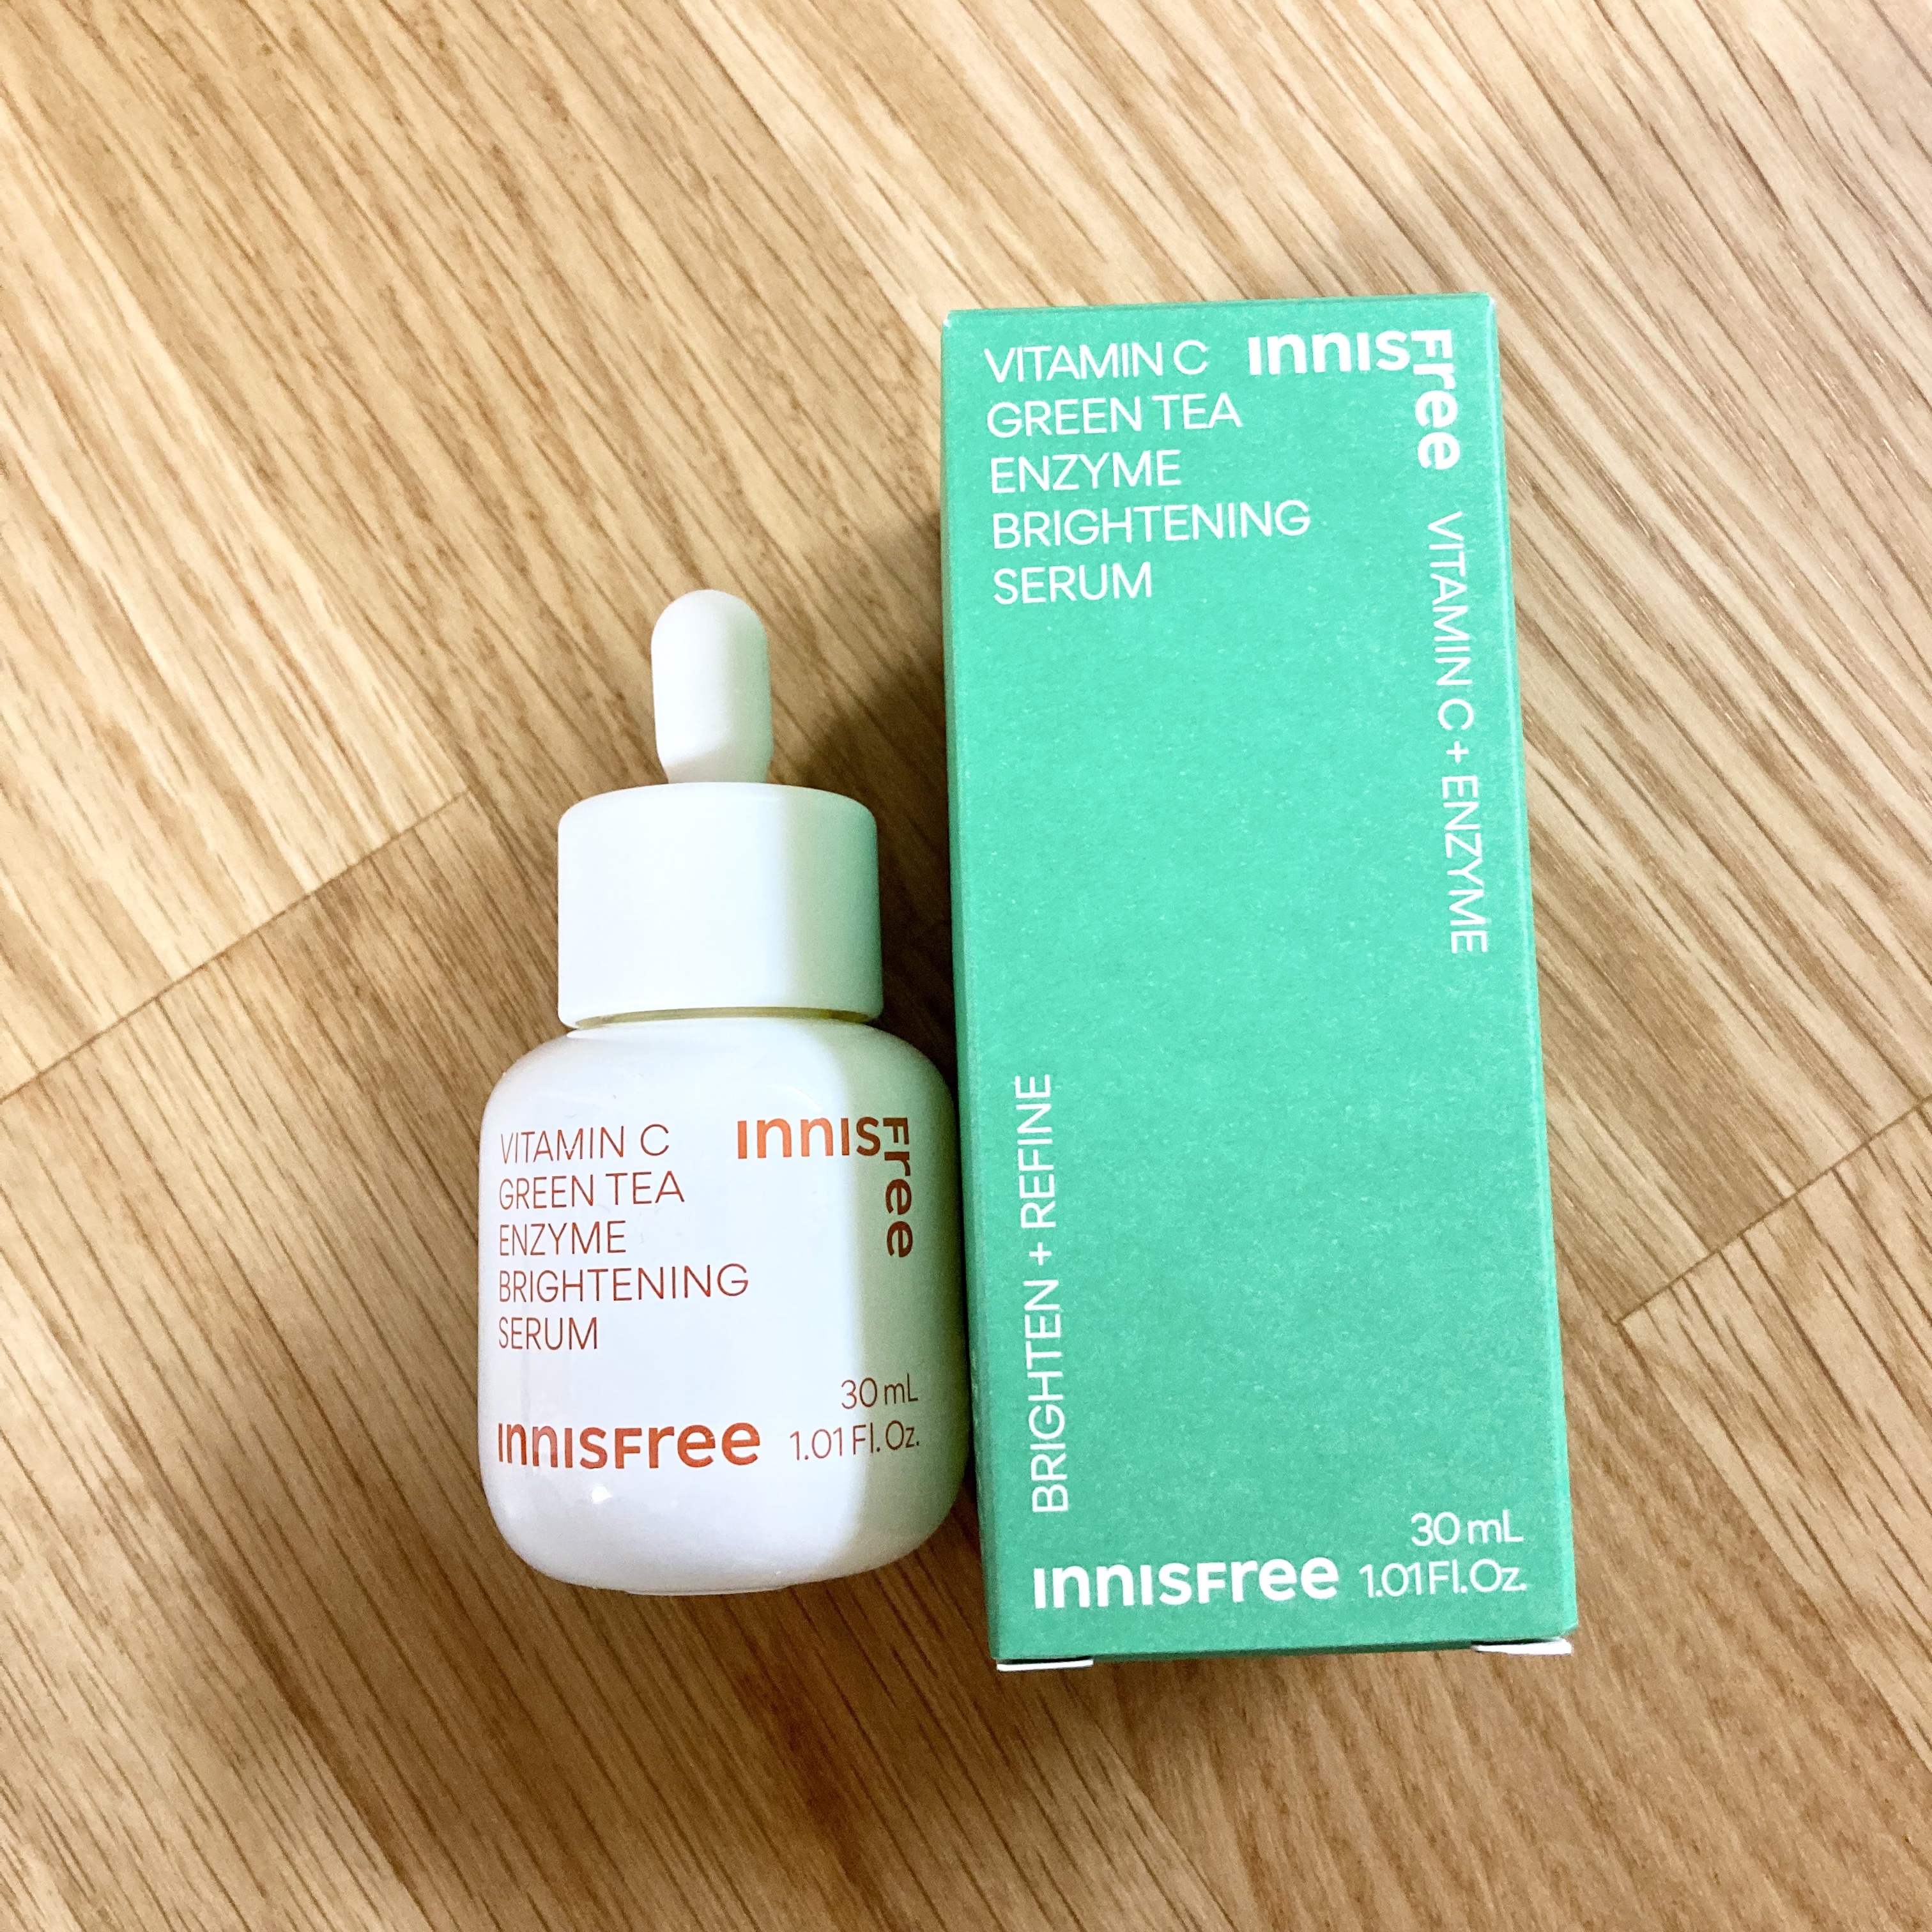 VITAMIN C
GREEN TEA
ENZYME
BRIGHTENING
SERUM
INNISFree
30 mL
INNISFree 1.01 Fl. Oz.
VITAMIN C
GREEN TEA
ENZYME
BRIGHTENING
SERUM
INNISFree
VITAMIN C + ENZYME
BRIGHTEN + REFINE
30 mL
INNISFree 1.01 Fl. Oz.